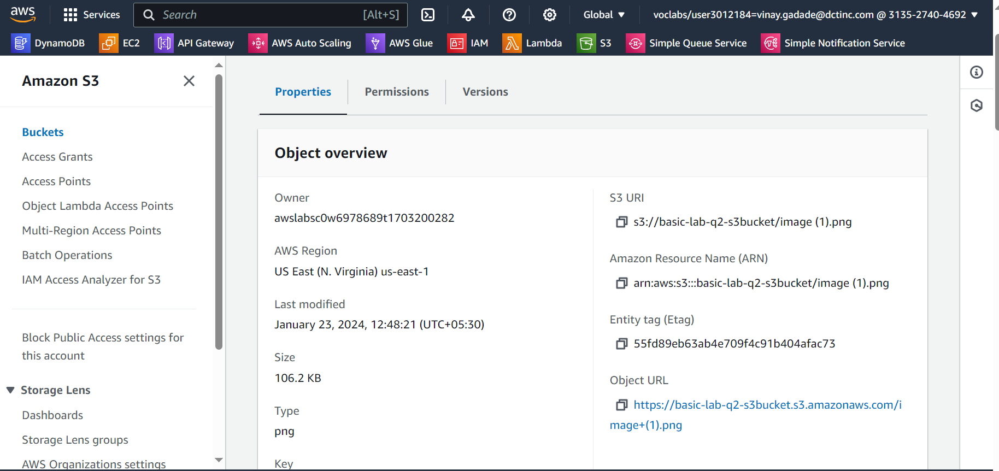 aws
Services
Search [Alt+S]
Global
voclabs/user3012184=vinay.gadade@dctinc.com @ 3135-2740-4692
DynamoDB
EC2
API Gateway
AWS Auto Scaling
AWS Glue
IAM
Lambda
S3
Simple Queue Service
Simple Notification Service
Amazon S3
Buckets
Access Grants
Access Points
Object Lambda Access Points
Multi-Region Access Points
Batch Operations
IAM Access Analyzer for S3
Block Public Access settings for
this account
Storage Lens
Dashboards
Storage Lens groups
AWS Organizations settings
Properties
Permissions
Versions
Object overview
Owner
awslabsc0w6978689t1703200282
AWS Region
US East (N. Virginia) us-east-1
Last modified
January 23, 2024, 12:48:21 (UTC+05:30)
Size
106.2 KB
Type
png
Key
S3 URI
s3://basic-lab-q2-s3bucket/image (1).png
Amazon Resource Name (ARN)
arn:aws:s3:::basic-lab-q2-s3bucket/image (1).png
Entity tag (Etag)
55fd89eb63ab4e709f4c91b404afac73
Object URL
https://basic-lab-q2-s3bucket.s3.amazonaws.com/i
mage+(1).png